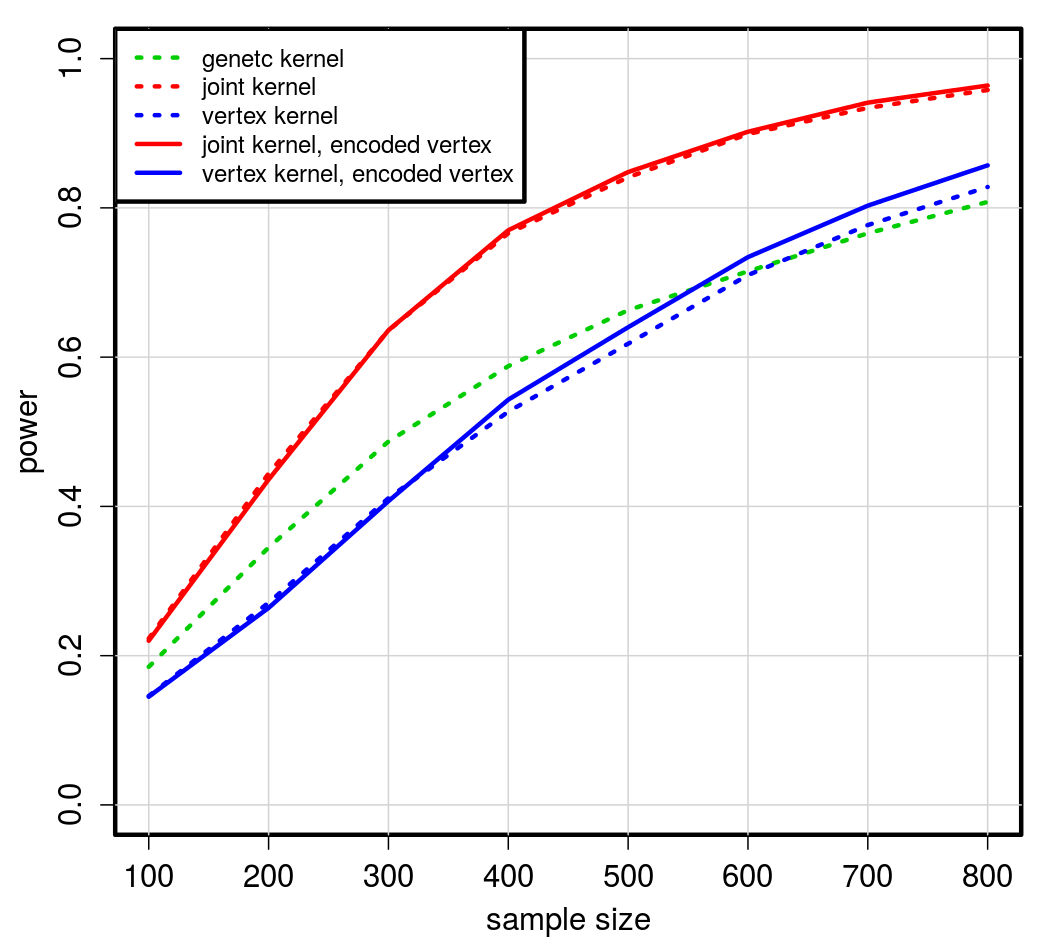 genetc kernel
joint kernel
vertex kernel
joint kernel, encoded vertex
vertex kernel, encoded vertex
1.0
0.8
0.6
0.4
0.2
0.0
power
100 200 300 400 500 600 700 800
sample size